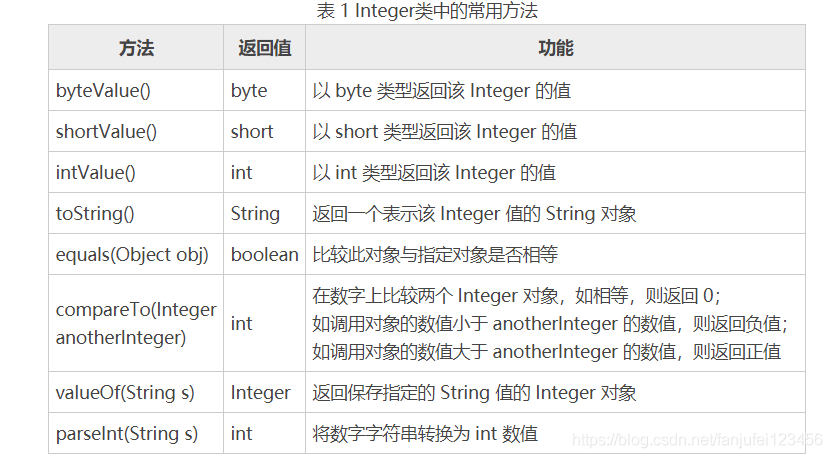 表 1 Integer类中的常用方法
方法 返回值 功能
byteValue() byte 以 byte 类型返回该 Integer 的值
shortValue() short 以 short 类型返回该 Integer 的值
intValue() int 以 int 类型返回该 Integer 的值
toString() String 返回一个表示该 Integer 值的 String 对象
equals(Object obj) boolean 比较此对象与指定对象是否相等
compareTo(Integer
anotherInteger)
int
在数字上比较两个 Integer 对象，如相等，则返回 0；
如调用对象的数值小于 anotherInteger 的数值，则返回负值；
如调用对象的数值大于 anotherInteger 的数值，则返回正值
valueOf(String s) Integer 返回保存指定的 String 值的 Integer 对象
parseInt(String s) int 将数字字符串转换为 int 数值
https://blog.csdn.net/fanjufei123456